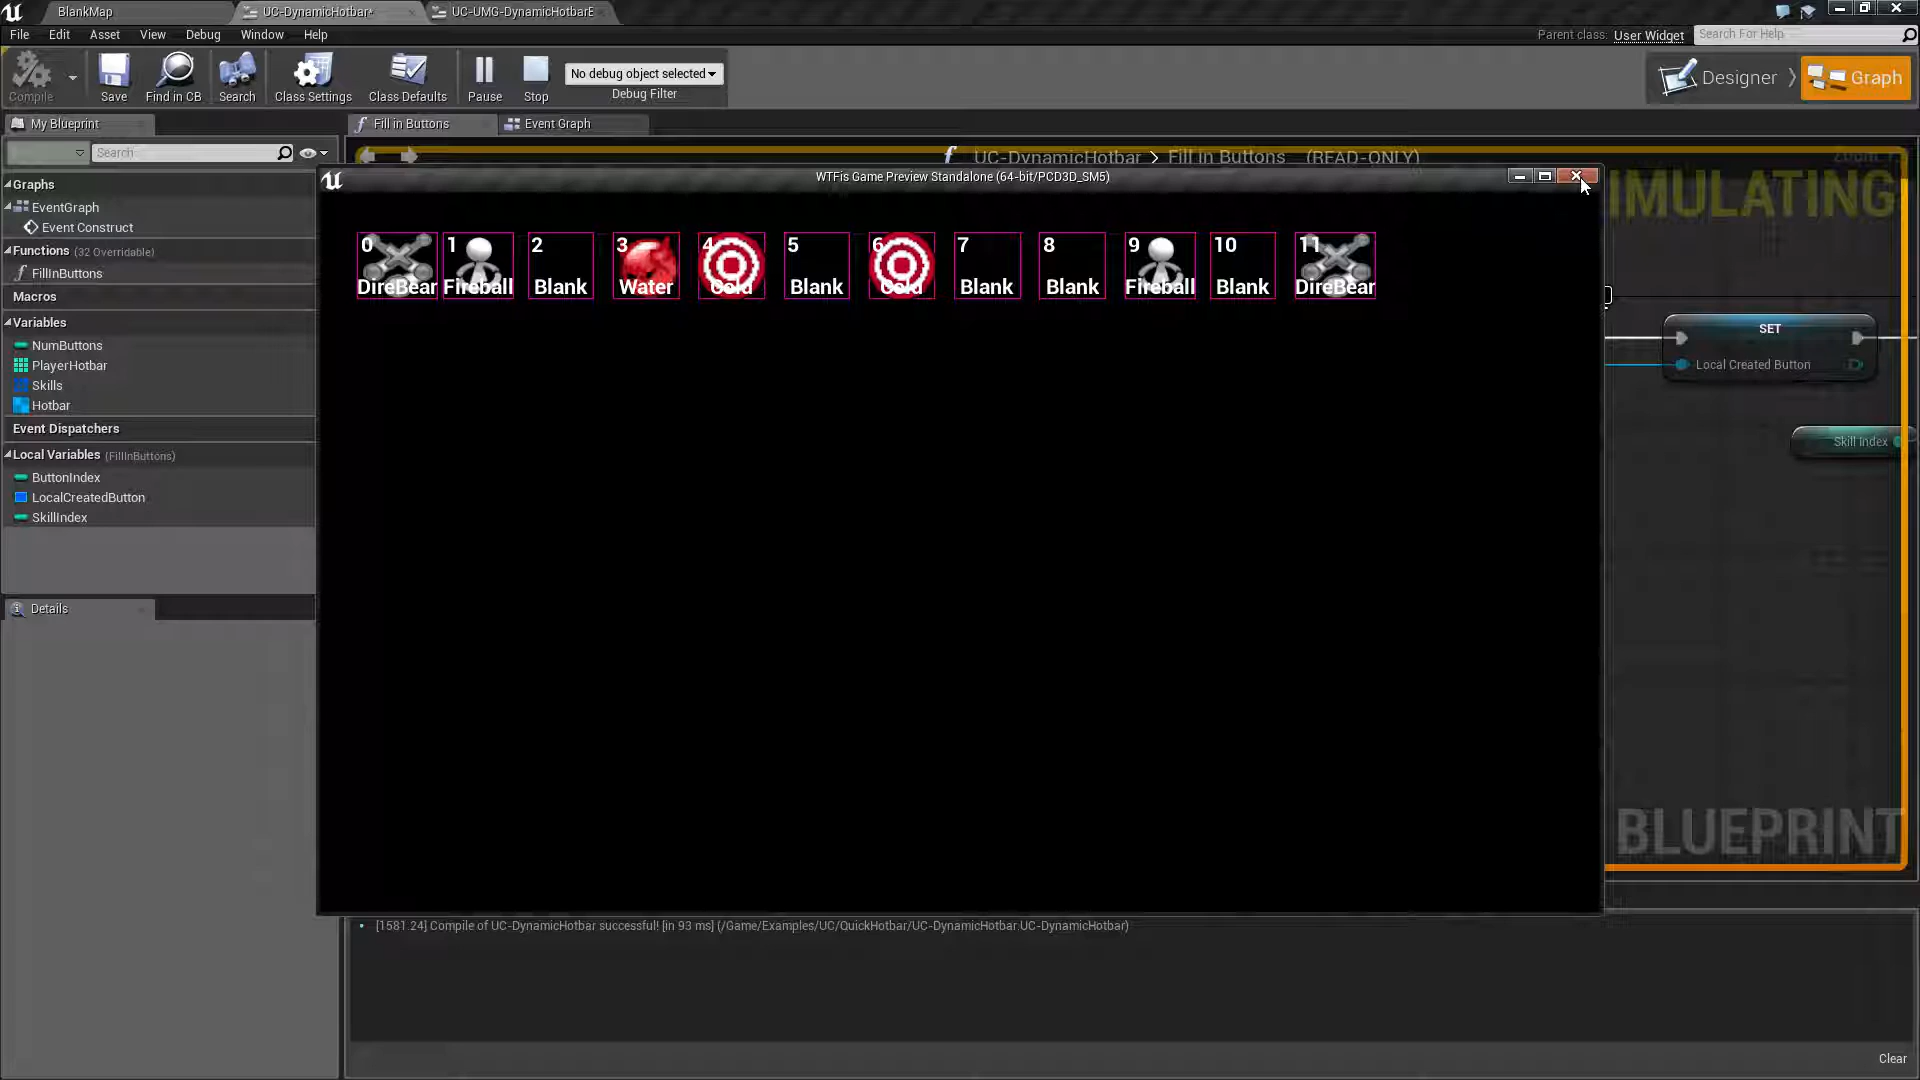 BlankMap
UC-DynamicHotbar*
UC-UMG-DynamicHotbarE
File Edit Asset View Debug Window Help
Parent class: User Widget
Search For Help
Compile
Save
Find in CB
Search
Class Settings
Class Defaults
Pause
Stop
No debug object selected
Debug Filter
Designer
Graph
My Blueprint
Fill in Buttons
Event Graph
Search
UC-DynamicHotbar > Fill in Buttons (READ-ONLY)
Graphs
EventGraph
Event Construct
Functions (32 Overridable)
FillInButtons
Macros
Variables
NumButtons
PlayerHotbar
Skills
Hotbar
Event Dispatchers
Local Variables (FillInButtons)
ButtonIndex
LocalCreatedButton
SkillIndex
Details
WTFis Game Preview Standalone (64-bit/PCD3D_SM5)
0 1 2 3 4 5 6 7 8 9 10 11
DireBear Fireball Blank Water Cold Blank Cold Blank Blank Fireball Blank DireBear
IMULATING
SET
Local Created Button
Skill Index
BLUEPRINT
[1581.24] Compile of UC-DynamicHotbar successful! [in 93 ms] (/Game/Examples/UC/QuickHotbar/UC-DynamicHotbar.UC-DynamicHotbar)
Clear